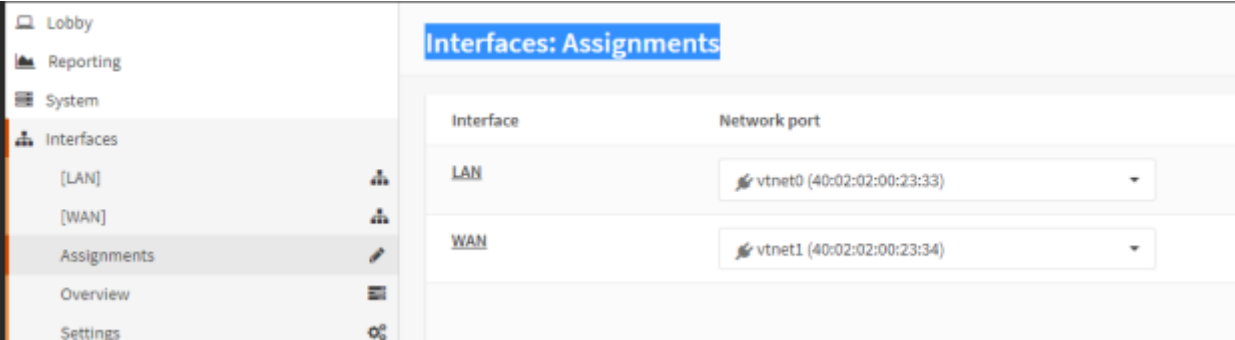 Lobby
Reporting
System
Interfaces
[LAN]
[WAN]
Assignments
Overview
Settings
Interfaces: Assignments
Interface Network port
LAN vtnet0 (40:02:02:00:23:33)
WAN vtnet1 (40:02:02:00:23:34)